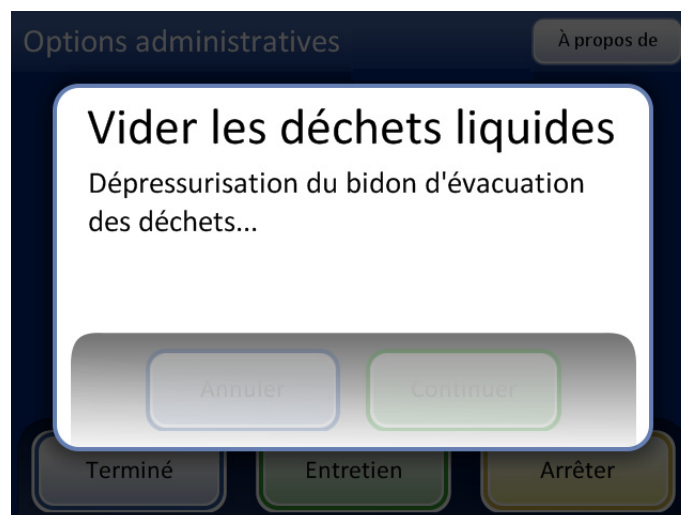 Options administratives
À propos de
Vider les déchets liquides
Dépressurisation du bidon d'évacuation
des déchets...
Annuler
Continuer
Terminé
Entretien
Arrêter